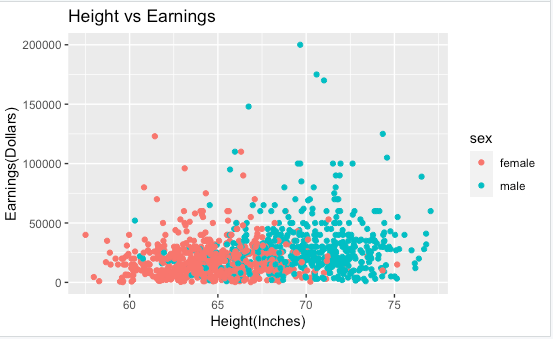 Height vs Earnings
200000
150000
100000
50000
0
Earnings(Dollars)
60 65 70 75
Height(Inches)
sex
female
male